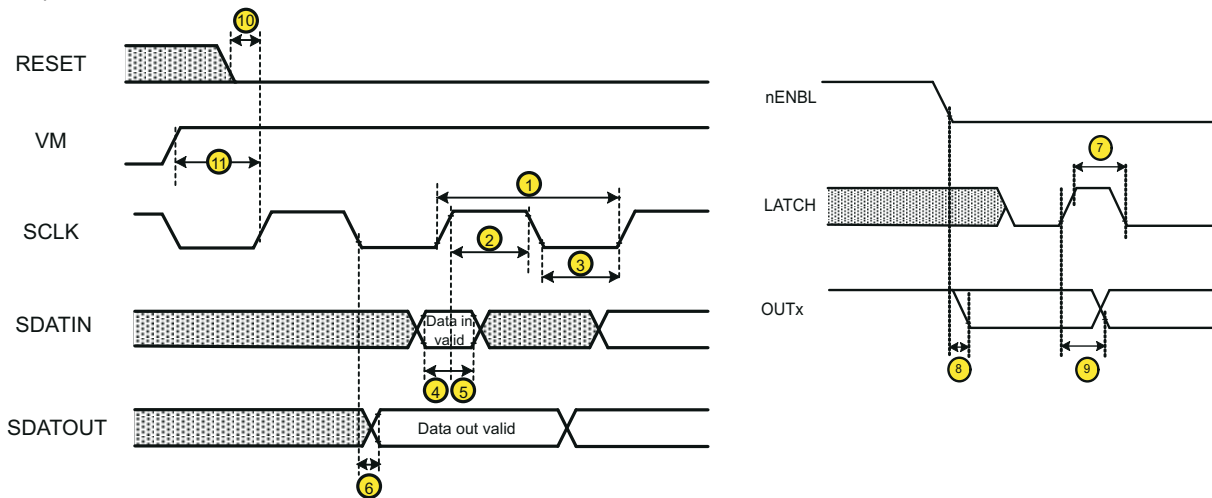 10
RESET
VM
11
1
SCLK
2
3
SDATIN
Data in
valid
4
5
SDATOUT
Data out valid
6
nENBL
7
LATCH
OUTx
8
9